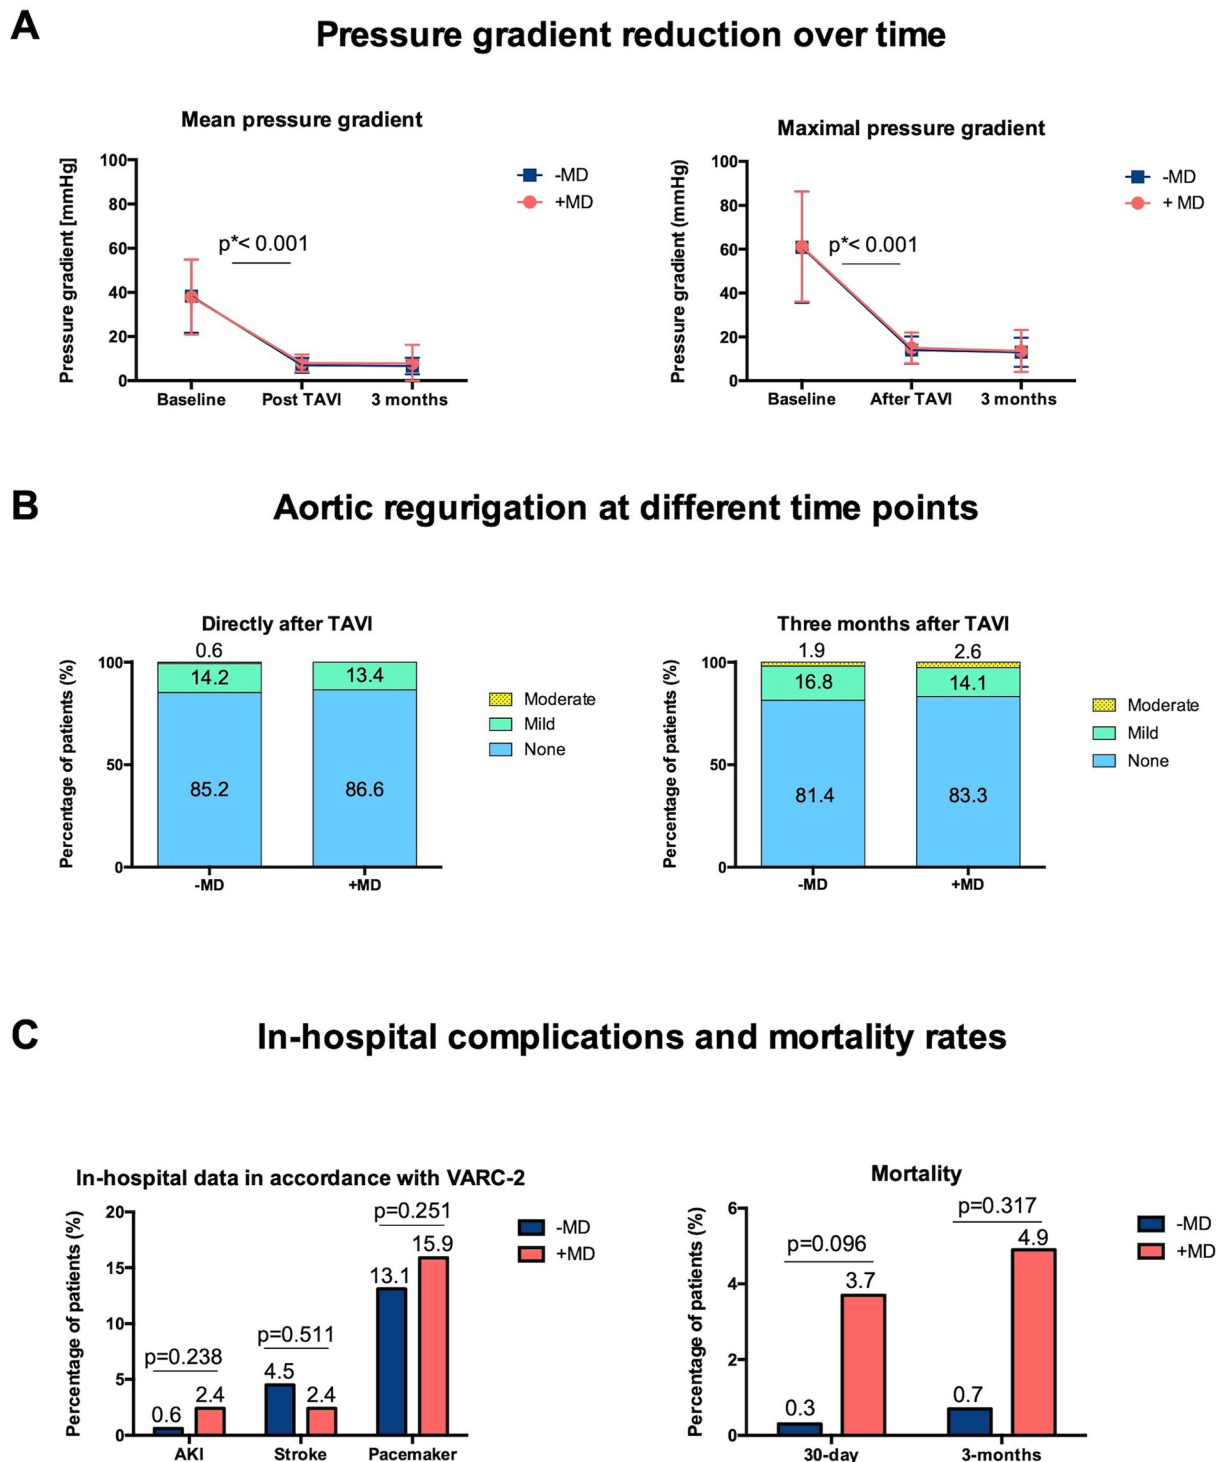 A
Pressure gradient reduction over time
Mean pressure gradient
Pressure gradient [mmHg]
100
80
60
40
20
0
p*< 0.001
Baseline
Post TAVI
3 months
-MD
+MD
Maximal pressure gradient
Pressure gradient (mmHg)
100
80
60
40
20
0
p*< 0.001
Baseline
After TAVI
3 months
-MD
+ MD
B
Aortic regurigation at different time points
Directly after TAVI
Percentage of patients (%)
100
50
0
0.6
14.2
13.4
85.2
86.6
-MD
+MD
Moderate
Mild
None
Three months after TAVI
Percentage of patients (%)
100
50
0
1.9
2.6
16.8
14.1
81.4
83.3
-MD
+MD
Moderate
Mild
None
C
In-hospital complications and mortality rates
In-hospital data in accordance with VARC-2
Percentage of patients (%)
20
15
10
5
0
p=0.238
0.6
2.4
p=0.511
4.5
2.4
p=0.251
13.1
15.9
AKI
Stroke
Pacemaker
-MD
+MD
Mortality
Percentage of patients (%)
6
4
2
0
p=0.096
0.3
3.7
p=0.317
0.7
4.9
30-day
3-months
-MD
+MD